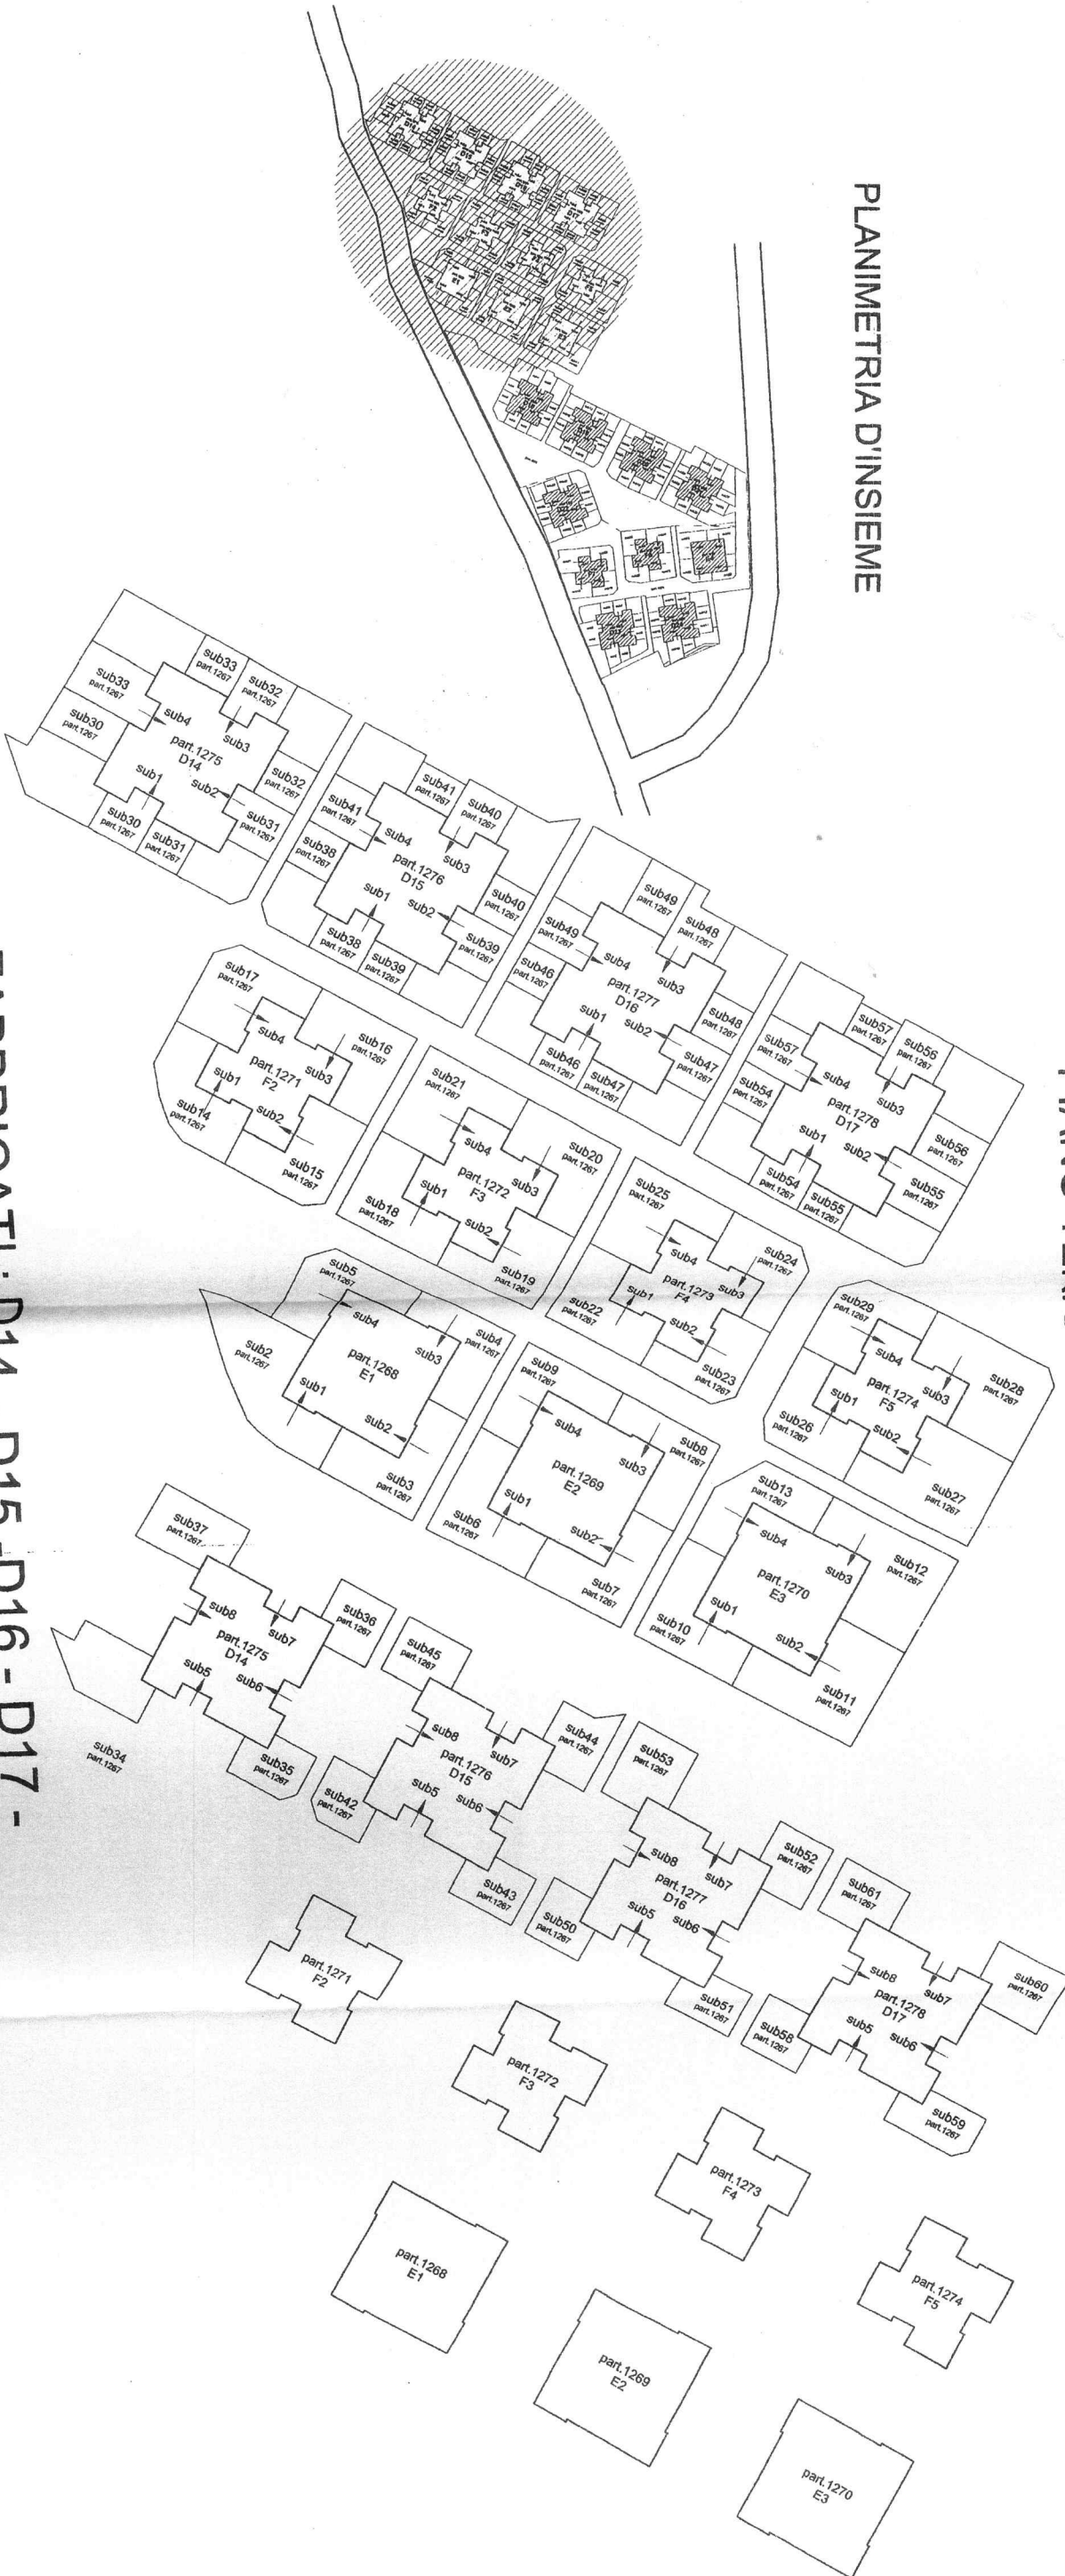 PLANIMETRIA D'INSIEME
sub33
part.1267
sub32
part.1267
sub33
part.1267
sub30
part.1267
sub4
sub3
part.1275
D14
sub1
sub2
sub32
part.1267
sub31
part.1267
sub30
part.1267
sub31
part.1267
sub41
part.1267
sub40
part.1267
sub41
part.1267
sub38
part.1267
sub4
sub3
part.1276
D15
sub1
sub2
sub40
part.1267
sub39
part.1267
sub38
part.1267
sub39
part.1267
sub49
part.1267
sub48
part.1267
sub49
part.1267
sub46
part.1267
sub4
sub3
part.1277
D16
sub1
sub2
sub48
part.1267
sub47
part.1267
sub46
part.1267
sub47
part.1267
sub57
part.1267
sub56
part.1267
sub57
part.1267
sub54
part.1267
sub4
sub3
part.1278
D17
sub1
sub2
sub56
part.1267
sub55
part.1267
sub54
part.1267
sub55
part.1267
sub17
part.1267
sub16
part.1267
sub4
sub3
part.1271
F2
sub1
sub2
sub14
part.1267
sub15
part.1267
sub21
part.1267
sub20
part.1267
sub4
sub3
part.1272
F3
sub1
sub2
sub18
part.1267
sub19
part.1267
sub25
part.1267
sub24
part.1267
sub4
sub3
part.1273
F4
sub1
sub2
sub22
part.1267
sub23
part.1267
sub29
part.1267
sub28
part.1267
sub4
sub3
part.1274
F5
sub1
sub2
sub26
part.1267
sub27
part.1267
sub5
part.1267
sub4
part.1267
sub2
part.1267
sub4
sub3
part.1268
E1
sub1
sub2
sub3
part.1267
sub9
part.1267
sub8
part.1267
sub4
sub3
part.1269
E2
sub1
sub2
sub6
part.1267
sub7
part.1267
sub13
part.1267
sub12
part.1267
sub4
sub3
part.1270
E3
sub1
sub2
sub10
part.1267
sub11
part.1267
sub37
part.1267
sub36
part.1267
sub8
sub7
part.1275
D14
sub5
sub6
sub34
part.1267
sub35
part.1267
sub45
part.1267
sub44
part.1267
sub8
sub7
part.1276
D15
sub5
sub6
sub42
part.1267
sub43
part.1267
sub53
part.1267
sub52
part.1267
sub8
sub7
part.1277
D16
sub5
sub6
sub50
part.1267
sub51
part.1267
sub61
part.1267
sub60
part.1267
sub8
sub7
part.1278
D17
sub5
sub6
sub58
part.1267
sub59
part.1267
part.1271
F2
part.1272
F3
part.1273
F4
part.1274
F5
part.1268
E1
part.1269
E2
part.1270
E3
D15 - D16 - D17 -